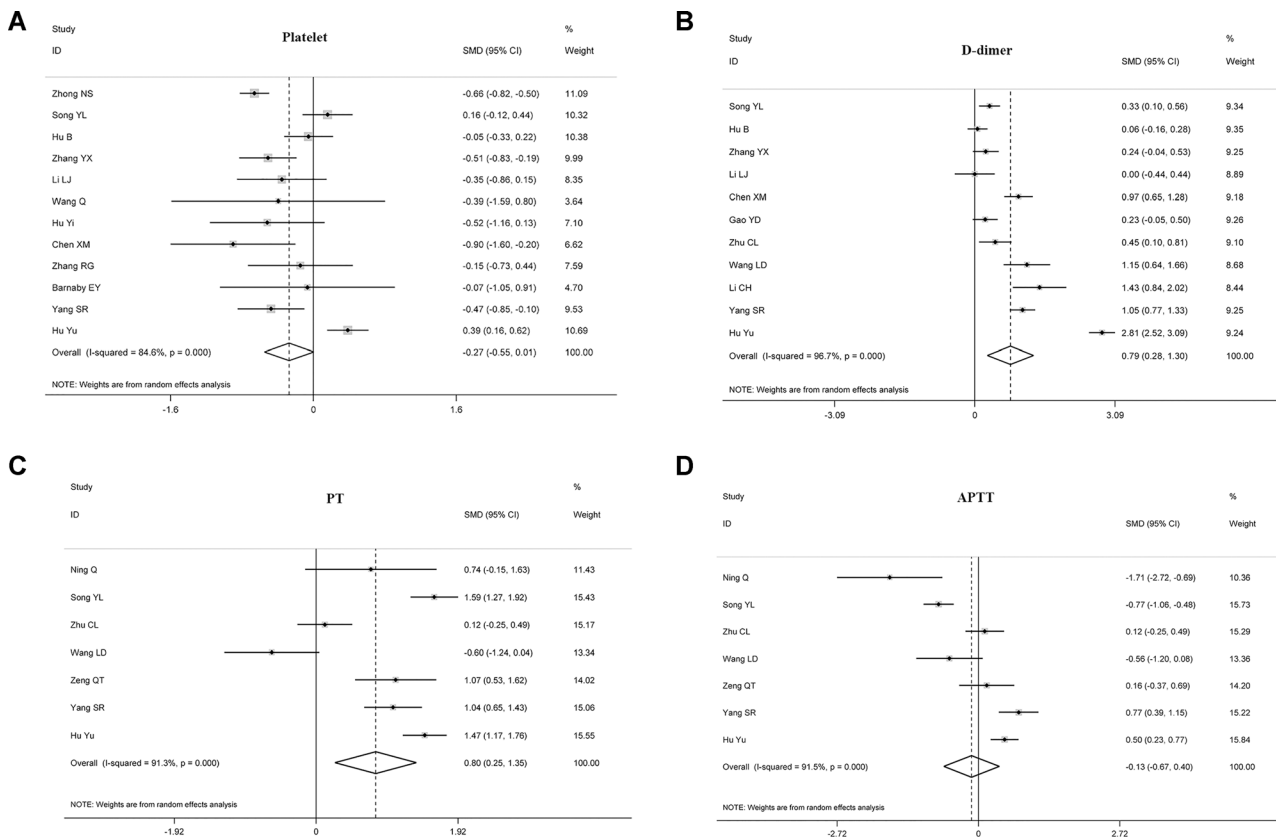 A
Study %
Platelet
ID SMD (95% CI) Weight
Zhong NS -0.66 (-0.82, -0.50) 11.09
Song YL 0.16 (-0.12, 0.44) 10.32
Hu B -0.05 (-0.33, 0.22) 10.38
Zhang YX -0.51 (-0.83, -0.19) 9.99
Li LJ -0.35 (-0.86, 0.15) 8.35
Wang Q -0.39 (-1.59, 0.80) 3.64
Hu Yi -0.52 (-1.16, 0.13) 7.10
Chen XM -0.90 (-1.60, -0.20) 6.62
Zhang RG -0.15 (-0.73, 0.44) 7.59
Barnaby EY -0.07 (-1.05, 0.91) 4.70
Yang SR -0.47 (-0.85, -0.10) 9.53
Hu Yu 0.39 (0.16, 0.62) 10.69
Overall (I-squared = 84.6%, p = 0.000) -0.27 (-0.55, 0.01) 100.00
NOTE: Weights are from random effects analysis
-1.6 0 1.6
B
Study %
D-dimer
ID SMD (95% CI) Weight
Song YL 0.33 (0.10, 0.56) 9.34
Hu B 0.06 (-0.16, 0.28) 9.35
Zhang YX 0.24 (-0.04, 0.53) 9.25
Li LJ 0.00 (-0.44, 0.44) 8.89
Chen XM 0.97 (0.65, 1.28) 9.18
Gao YD 0.23 (-0.05, 0.50) 9.26
Zhu CL 0.45 (0.10, 0.81) 9.10
Wang LD 1.15 (0.64, 1.66) 8.68
Li CH 1.43 (0.84, 2.02) 8.44
Yang SR 1.05 (0.77, 1.33) 9.25
Hu Yu 2.81 (2.52, 3.09) 9.24
Overall (I-squared = 96.7%, p = 0.000) 0.79 (0.28, 1.30) 100.00
NOTE: Weights are from random effects analysis
-3.09 0 3.09
C
Study %
PT
ID SMD (95% CI) Weight
Ning Q 0.74 (-0.15, 1.63) 11.43
Song YL 1.59 (1.27, 1.92) 15.43
Zhu CL 0.12 (-0.25, 0.49) 15.17
Wang LD -0.60 (-1.24, 0.04) 13.34
Zeng QT 1.07 (0.53, 1.62) 14.02
Yang SR 1.04 (0.65, 1.43) 15.06
Hu Yu 1.47 (1.17, 1.76) 15.55
Overall (I-squared = 91.3%, p = 0.000) 0.80 (0.25, 1.35) 100.00
NOTE: Weights are from random effects analysis
-1.92 0 1.92
D
Study %
APTT
ID SMD (95% CI) Weight
Ning Q -1.71 (-2.72, -0.69) 10.36
Song YL -0.77 (-1.06, -0.48) 15.73
Zhu CL 0.12 (-0.25, 0.49) 15.29
Wang LD -0.56 (-1.20, 0.08) 13.36
Zeng QT 0.16 (-0.37, 0.69) 14.20
Yang SR 0.77 (0.39, 1.15) 15.22
Hu Yu 0.50 (0.23, 0.77) 15.84
Overall (I-squared = 91.5%, p = 0.000) -0.13 (-0.67, 0.40) 100.00
NOTE: Weights are from random effects analysis
-2.72 0 2.72